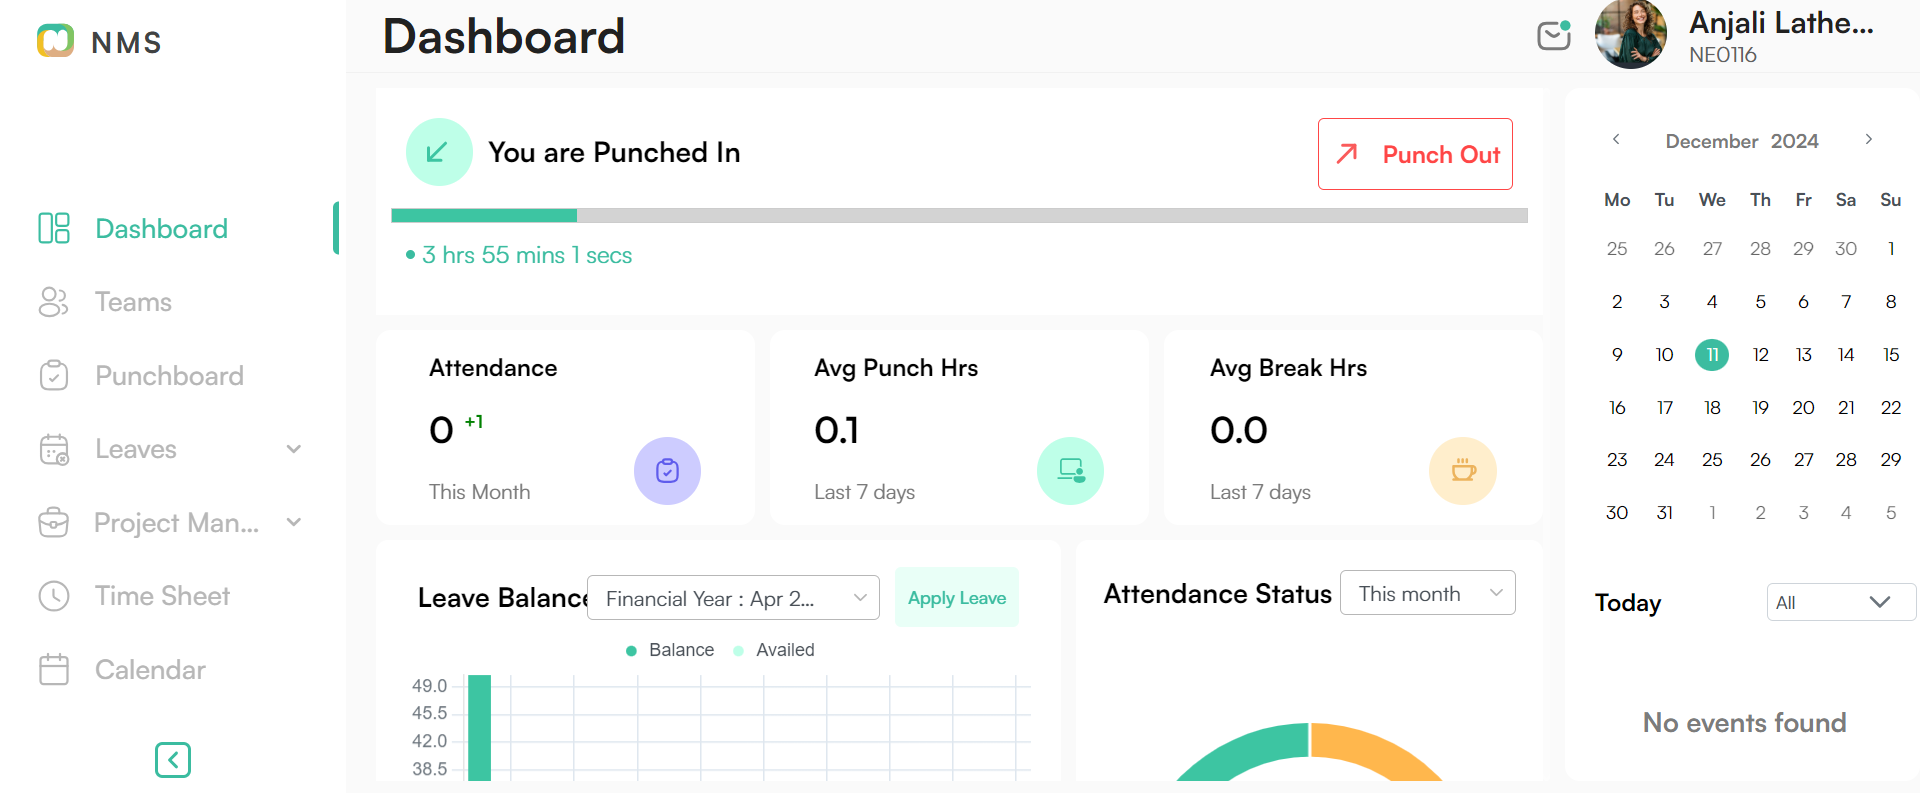 NMS
Dashboard
Teams
Punchboard
Leaves
Project Man...
Time Sheet
Calendar
Dashboard
Anjali Lathe...
NE0116
You are Punched In
Punch Out
3 hrs 55 mins 1 secs
Attendance
0 +1
This Month
Avg Punch Hrs
0.1
Last 7 days
Avg Break Hrs
0.0
Last 7 days
Leave Balance
Financial Year : Apr 2...
Apply Leave
Balance Availed
49.0
45.5
42.0
38.5
Attendance Status
This month
December 2024
Mo Tu We Th Fr Sa Su
25 26 27 28 29 30 1
2 3 4 5 6 7 8
9 10 11 12 13 14 15
16 17 18 19 20 21 22
23 24 25 26 27 28 29
30 31 1 2 3 4 5
Today
All
No events found